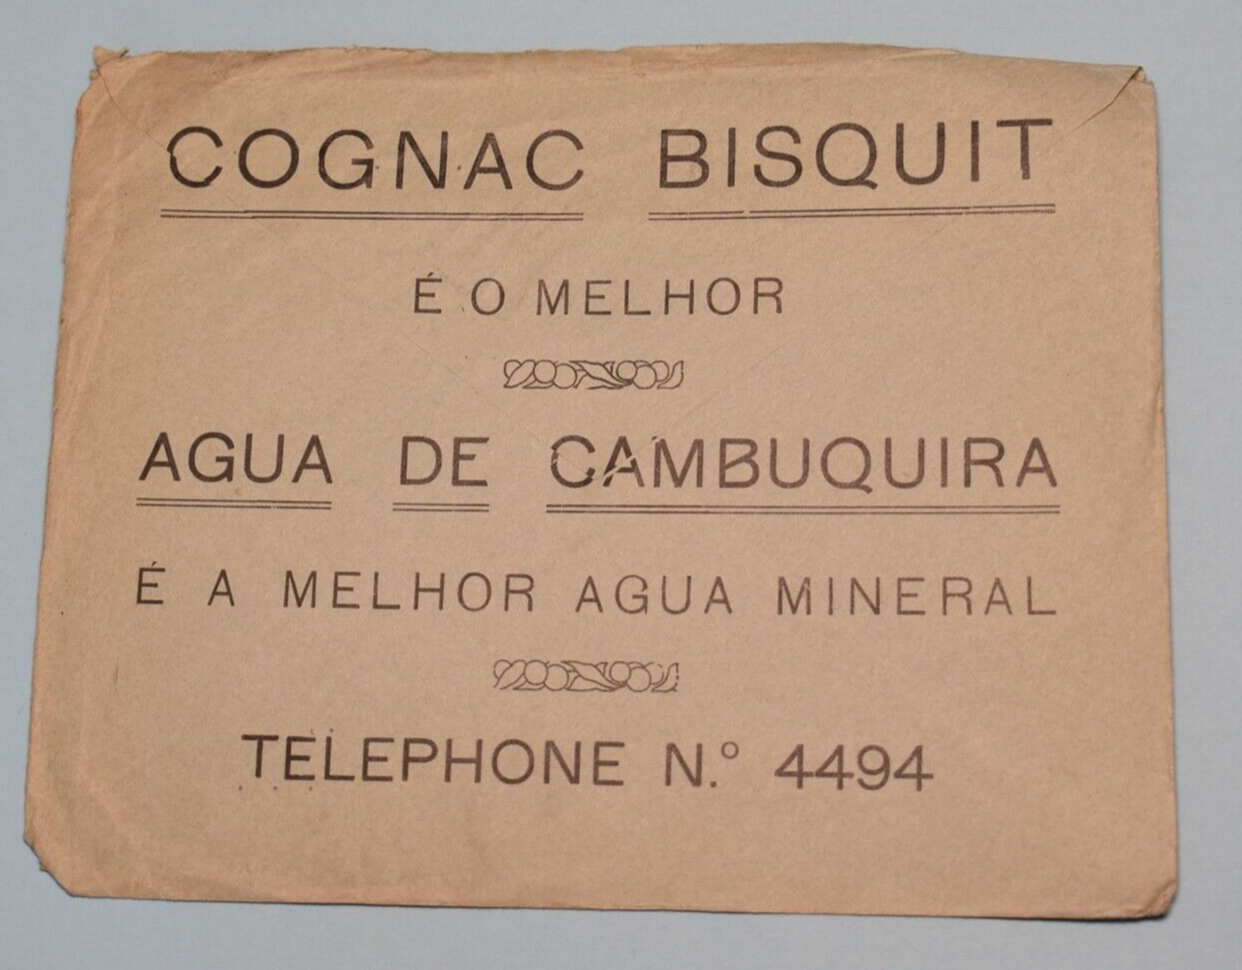 COGNAC BISQUIT
É O MELHOR
AGUA DE CAMBUQUIRA
É A MELHOR AGUA MINERAL
TELEPHONE N.º 4494